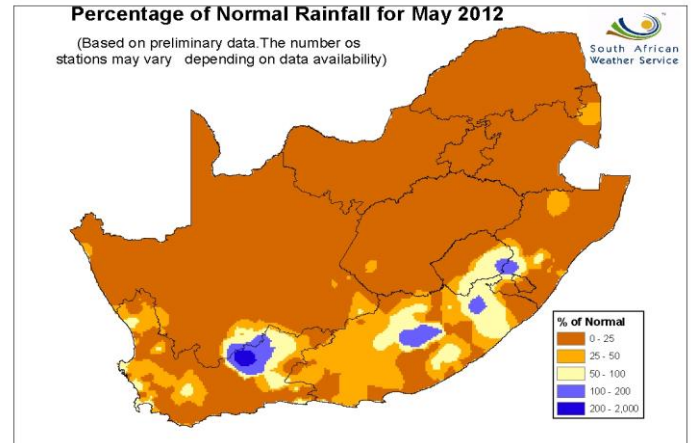 Percentage of Normal Rainfall for May 2012
(Based on preliminary data.The number os
stations may vary depending on data availability)
South African
Weather Service
% of Normal
0 - 25
25 - 50
50 - 100
100 - 200
200 - 2,000